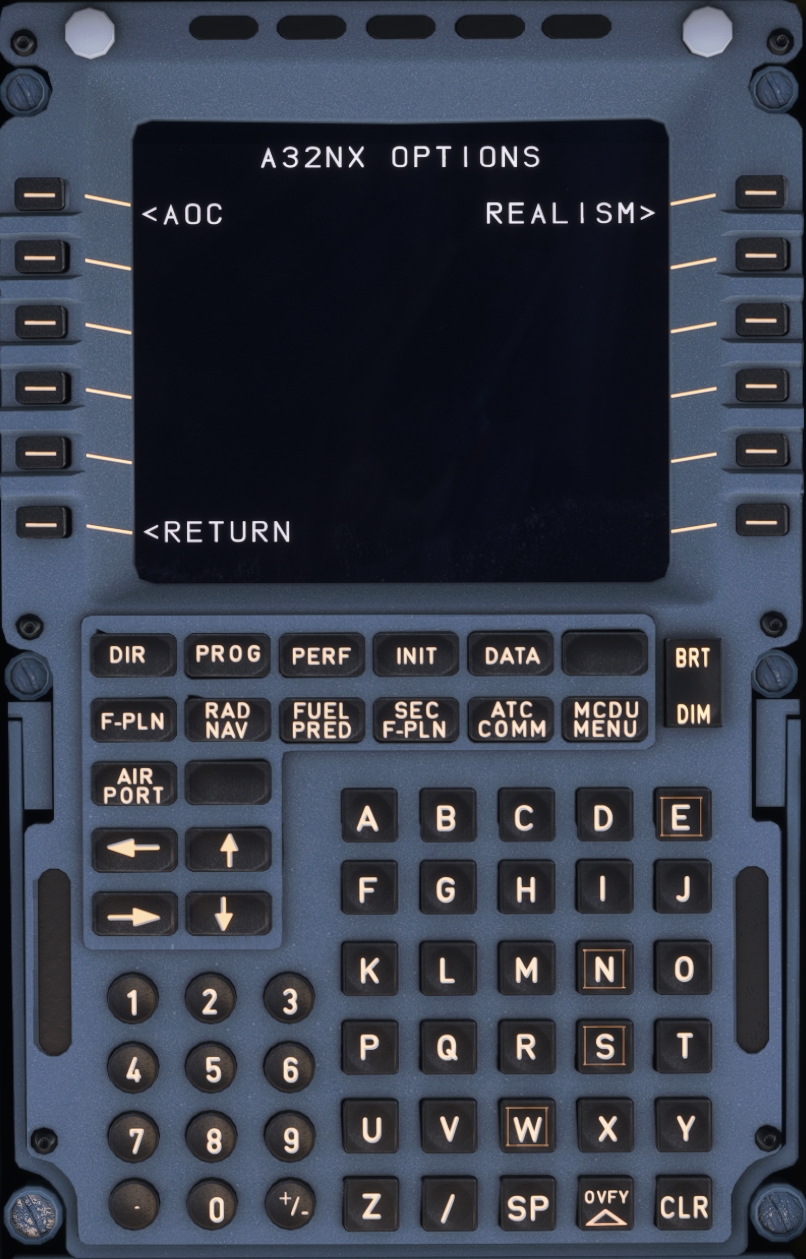 A32NX OPTIONS
<AOC REALISM>
<RETURN
DIR PROG PERF INIT DATA BRT
F-PLN RAD NAV FUEL PRED SEC F-PLN ATC COMM MCDU MENU DIM
AIR PORT
A B C D E
← ↑
F G H I J
→ ↓
K L M N O
1 2 3
P Q R S T
4 5 6
U V W X Y
7 8 9
Z / SP OVFY CLR
. 0 +/-